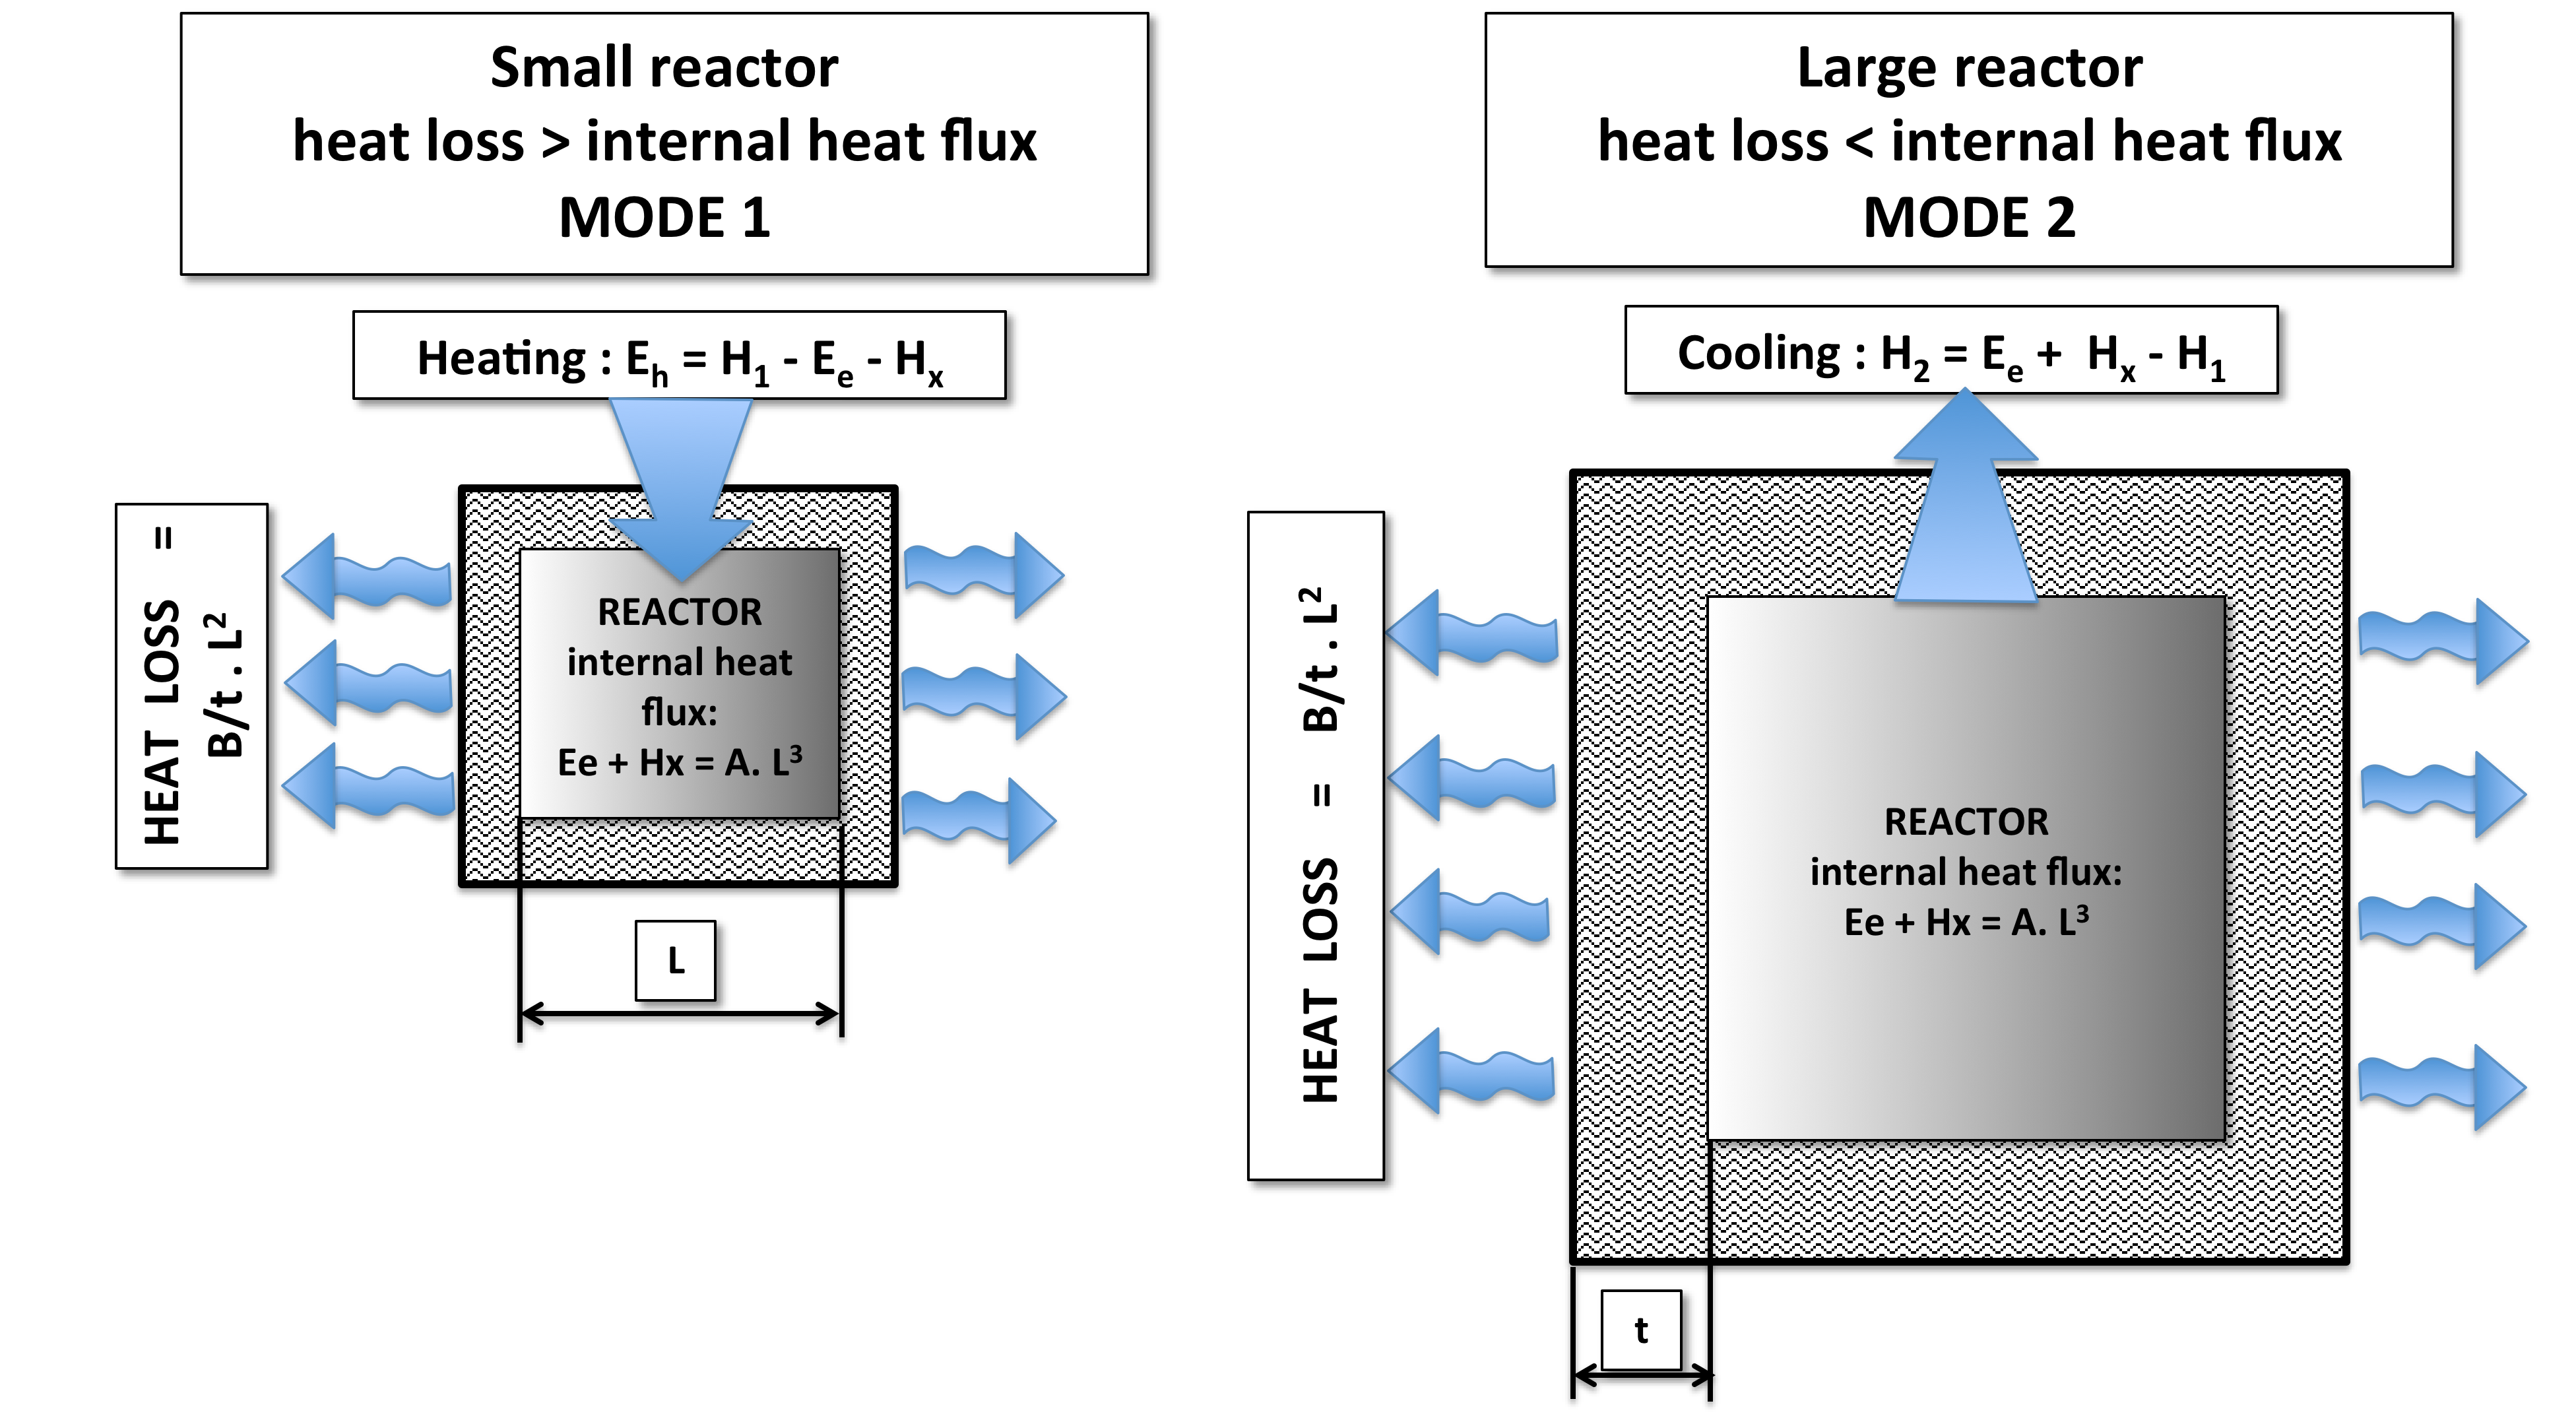 Small reactor
heat loss > internal heat flux
MODE 1
Heating : Eₕ = H₁ - Eₑ - Hₓ
HEAT LOSS =
B/t . L²
REACTOR
internal heat
flux:
Ee + Hx = A. L³
L
Large reactor
heat loss < internal heat flux
MODE 2
Cooling : H₂ = Eₑ + Hₓ - H₁
HEAT LOSS = B/t . L²
REACTOR
internal heat flux:
Ee + Hx = A. L³
t